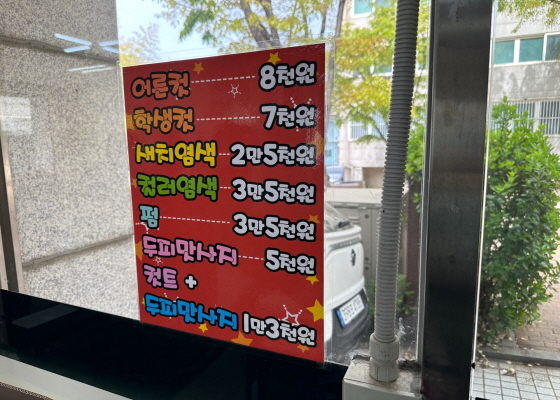 어른컷 8천원
학생컷 7천원
새치염색 2만5천원
컬러염색 3만5천원
펌 3만5천원
두피맛사지 5천원
컷트 +
두피맛사지 1만3천원